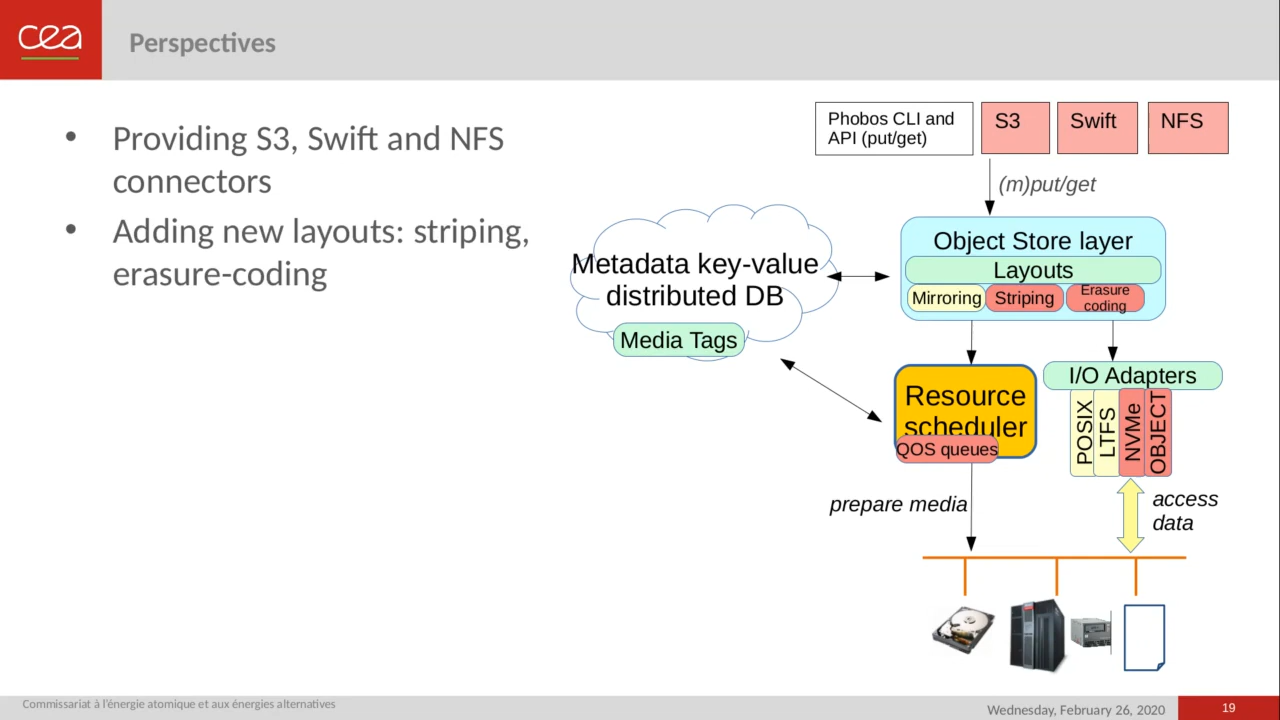 cea
Perspectives
• Providing S3, Swift and NFS
connectors
• Adding new layouts: striping,
erasure-coding
Phobos CLI and
API (put/get)
S3
Swift
NFS
(m)put/get
Metadata key-value
distributed DB
Media Tags
Object Store layer
Layouts
Mirroring
Striping
Erasure
coding
Resource
scheduler
QOS queues
I/O Adapters
POSIX
LTFS
NVMe
OBJECT
prepare media
access
data
Commissariat à l'énergie atomique et aux énergies alternatives
Wednesday, February 26, 2020
19